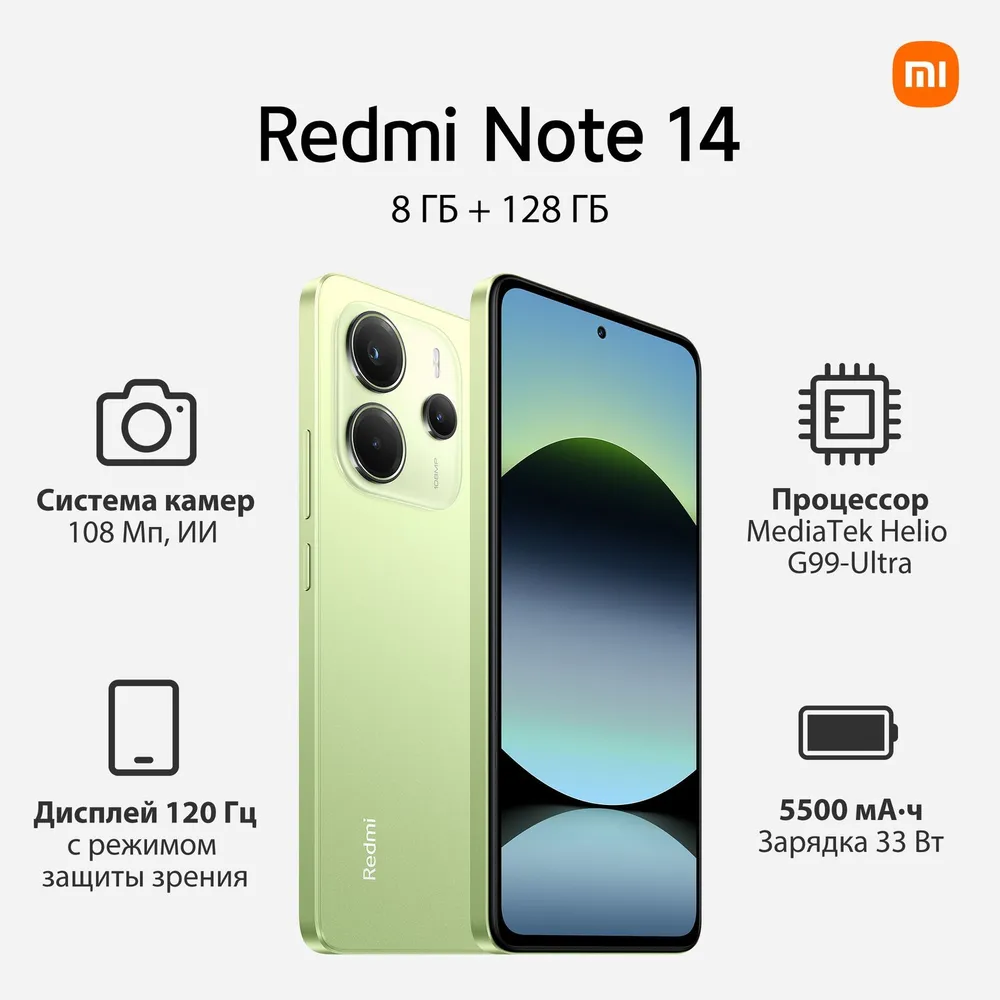 mi
Redmi Note 14
8 ГБ + 128 ГБ
108MP
Redmi
Система камер
108 Мп, ИИ
Процессор
MediaTek Helio
G99-Ultra
Дисплей 120 Гц
с режимом
защиты зрения
5500 мА·ч
Зарядка 33 Вт